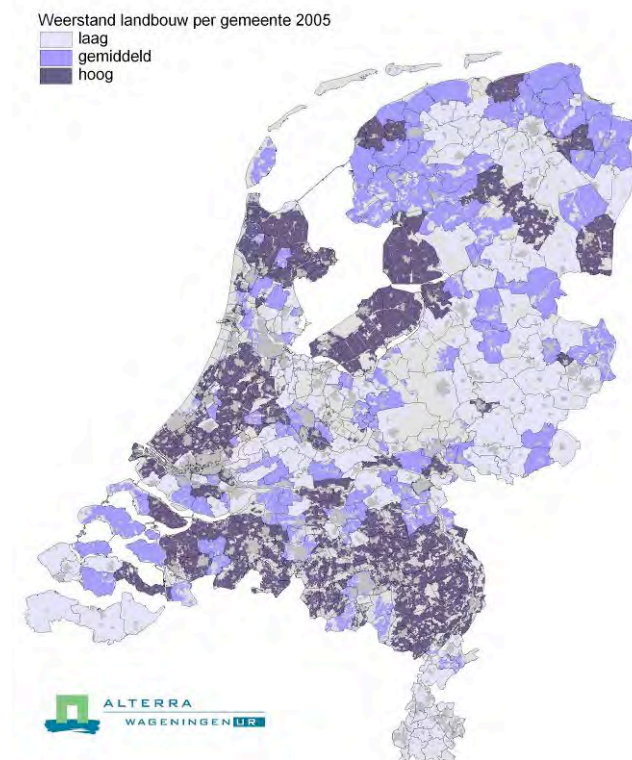 Weerstand landbouw per gemeente 2005
laag
gemiddeld
hoog
ALTERRA
WAGENINGEN UR